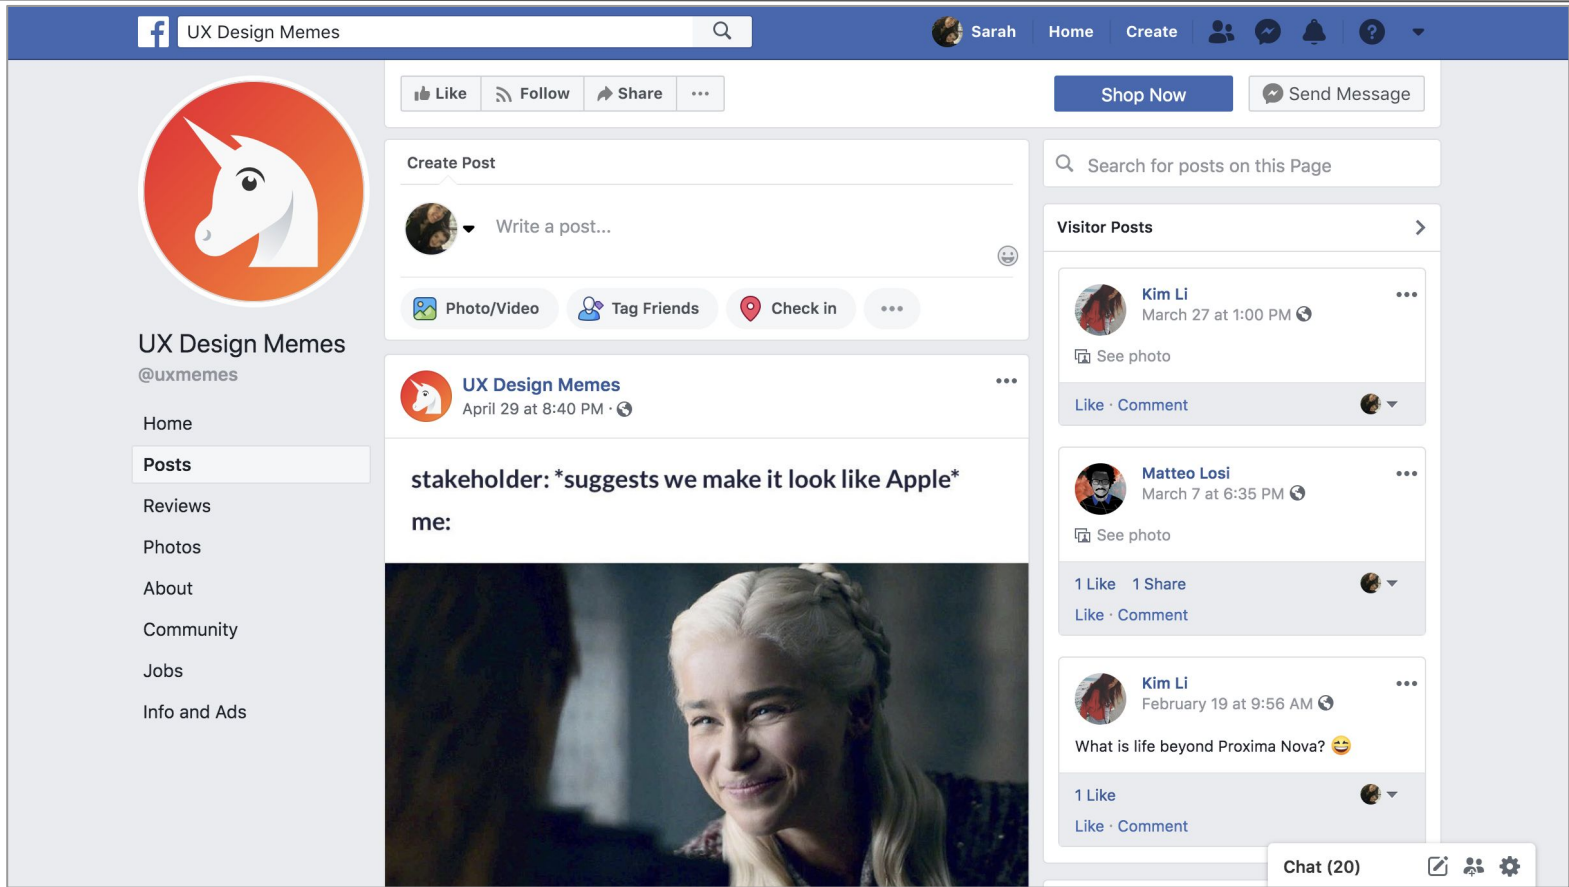 UX Design Memes
Sarah
Home
Create
Like
Follow
Share
Shop Now
Send Message
UX Design Memes
@uxmemes
Home
Posts
Reviews
Photos
About
Community
Jobs
Info and Ads
Create Post
Write a post...
Photo/Video
Tag Friends
Check in
UX Design Memes
April 29 at 8:40 PM ·
stakeholder: *suggests we make it look like Apple*
me:
Search for posts on this Page
Visitor Posts
Kim Li
March 27 at 1:00 PM
See photo
Like · Comment
Matteo Losi
March 7 at 6:35 PM
See photo
1 Like 1 Share
Like · Comment
Kim Li
February 19 at 9:56 AM
What is life beyond Proxima Nova? 😄
1 Like
Like · Comment
Chat (20)